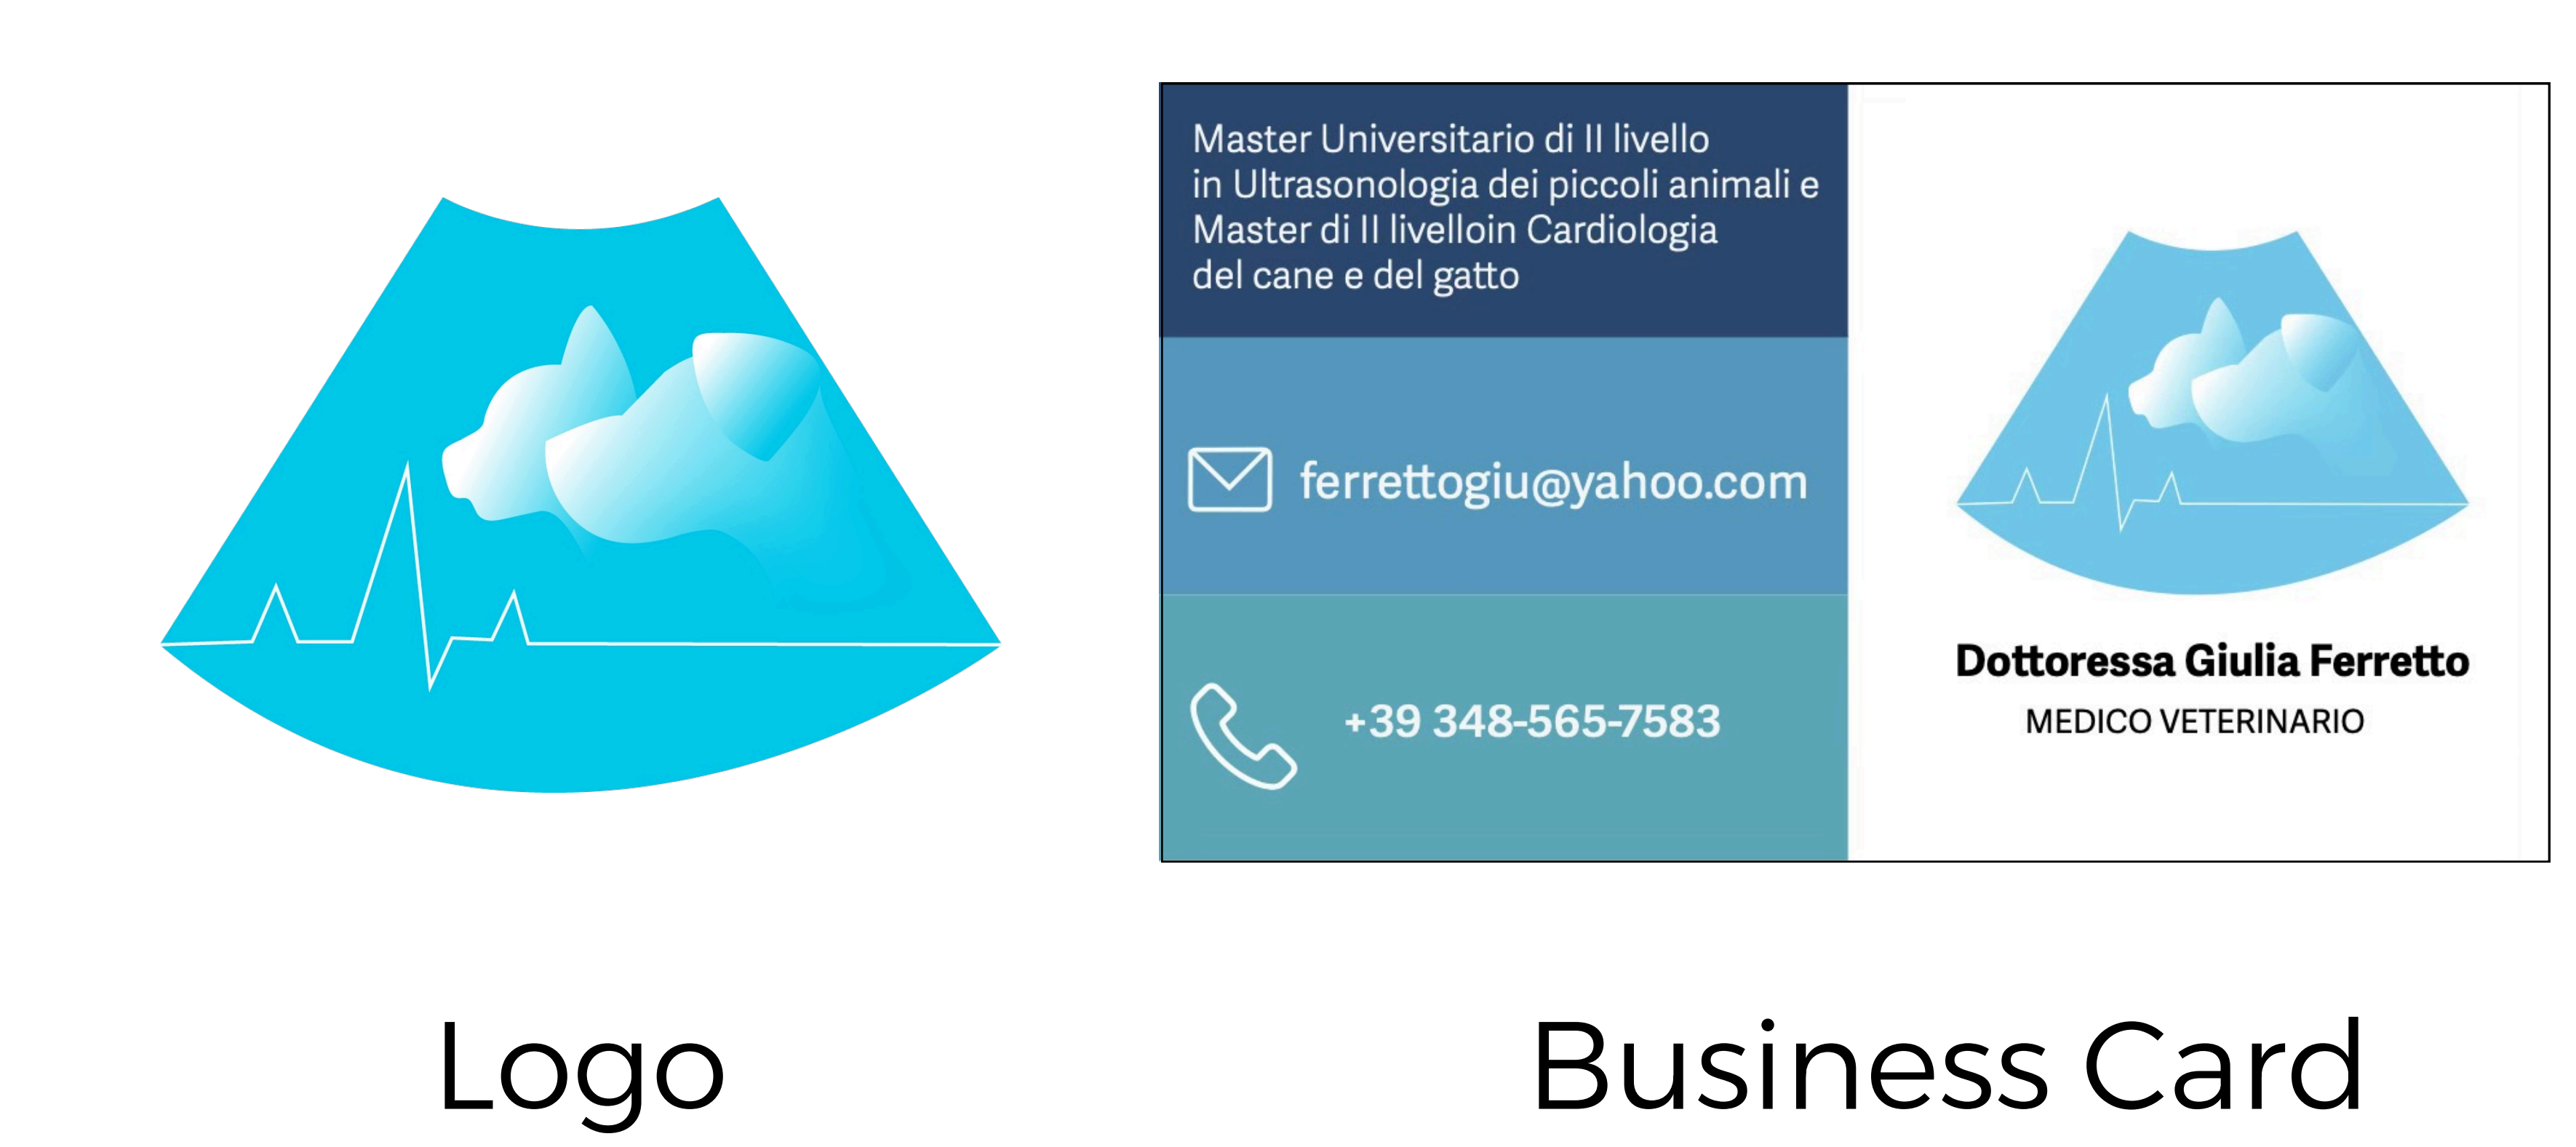 Master Universitario di II livello
in Ultrasonologia dei piccoli animali e
Master di II livelloin Cardiologia
del cane e del gatto
ferrettogiu@yahoo.com
+39 348-565-7583
Dottoressa Giulia Ferretto
MEDICO VETERINARIO
Logo
Business Card